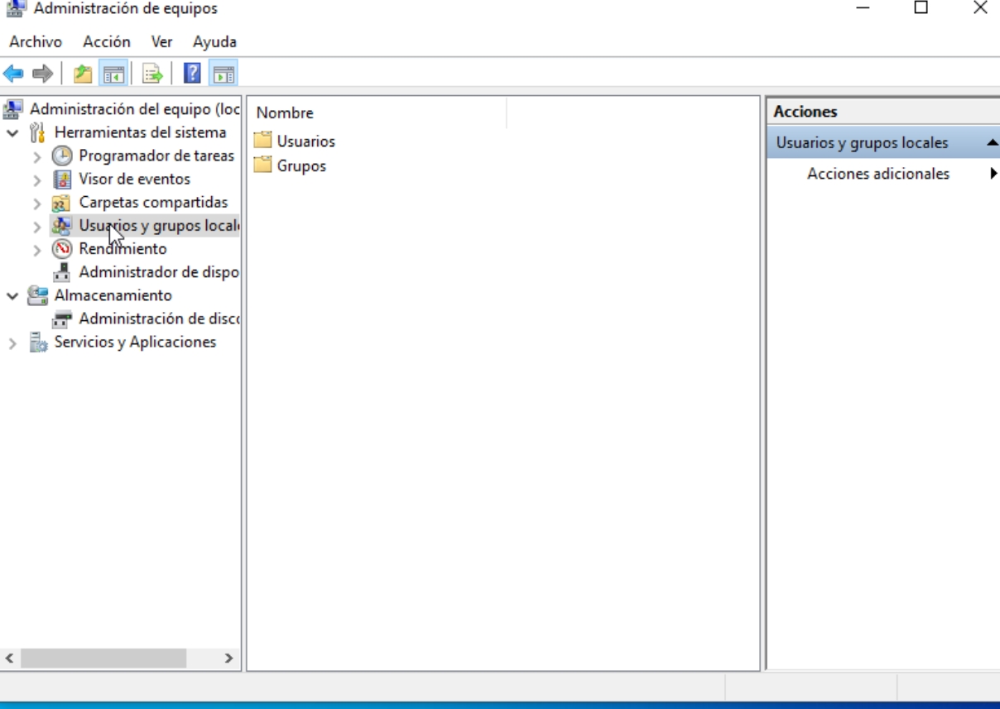 Administración de equipos
Archivo Acción Ver Ayuda
Administración del equipo (loc
Herramientas del sistema
Programador de tareas
Visor de eventos
Carpetas compartidas
Usuarios y grupos locale
Rendimiento
Administrador de dispo
Almacenamiento
Administración de disco
Servicios y Aplicaciones
Nombre
Usuarios
Grupos
Acciones
Usuarios y grupos locales
Acciones adicionales